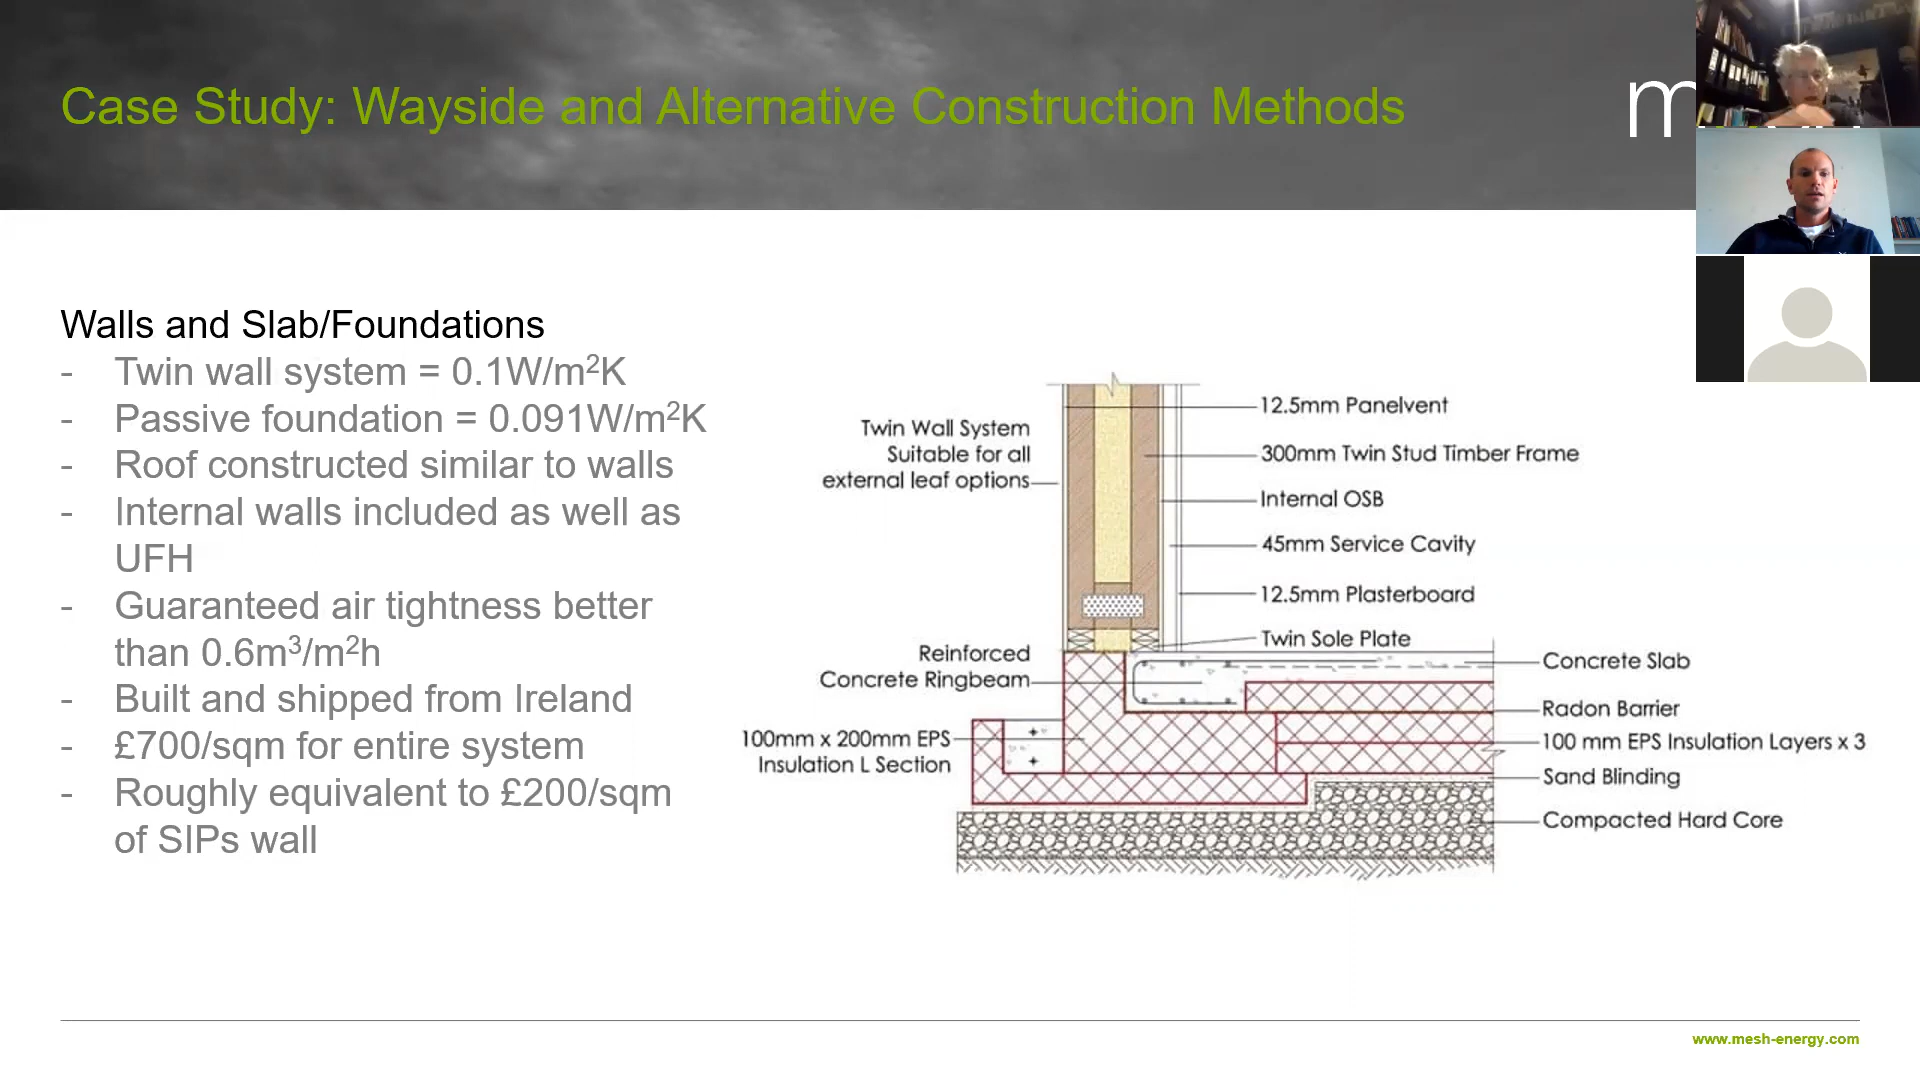 Case Study: Wayside and Alternative Construction Methods
Walls and Slab/Foundations
- Twin wall system = 0.1W/m²K
- Passive foundation = 0.091W/m²K
- Roof constructed similar to walls
- Internal walls included as well as
UFH
- Guaranteed air tightness better
than 0.6m³/m²h
- Built and shipped from Ireland
- £700/sqm for entire system
- Roughly equivalent to £200/sqm
of SIPs wall
Twin Wall System
Suitable for all
external leaf options
Reinforced
Concrete Ringbeam
100mm x 200mm EPS
Insulation L Section
12.5mm Panelvent
300mm Twin Stud Timber Frame
Internal OSB
45mm Service Cavity
12.5mm Plasterboard
Twin Sole Plate
Concrete Slab
Radon Barrier
100 mm EPS Insulation Layers x 3
Sand Blinding
Compacted Hard Core
www.mesh-energy.com